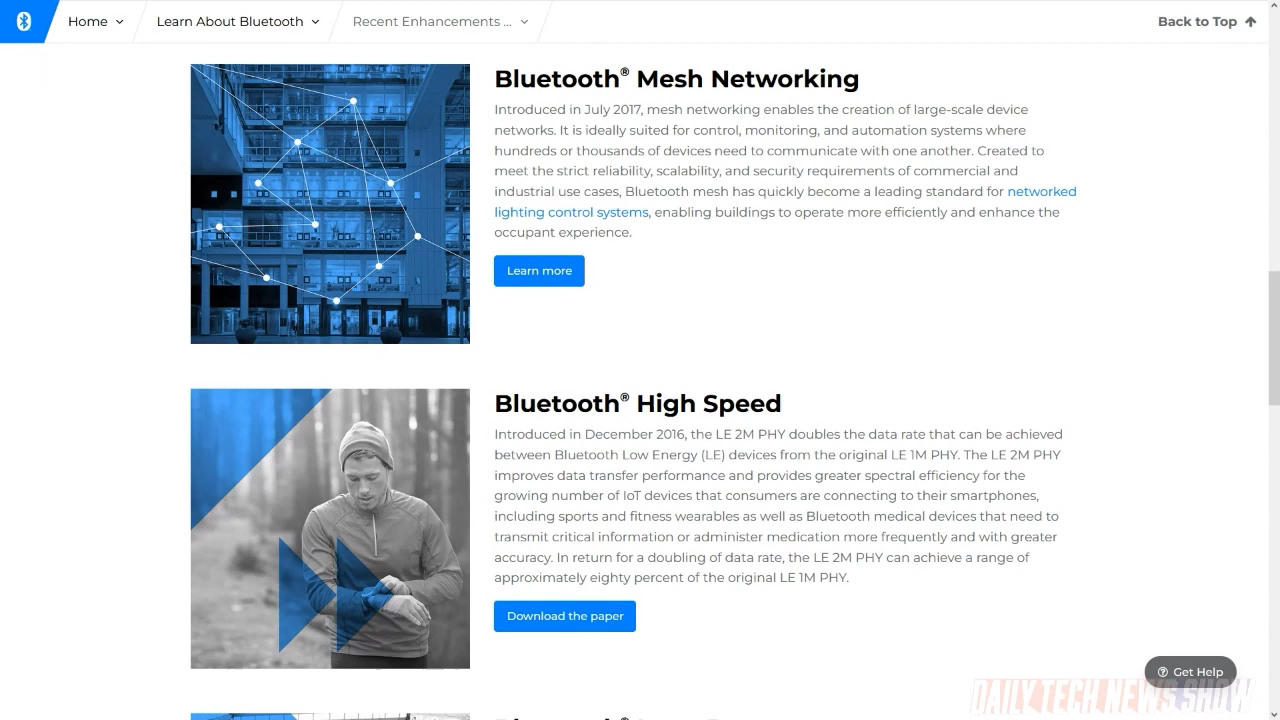 Home
Learn About Bluetooth
Recent Enhancements ...
Back to Top
Bluetooth® Mesh Networking
Introduced in July 2017, mesh networking enables the creation of large-scale device
networks. It is ideally suited for control, monitoring, and automation systems where
hundreds or thousands of devices need to communicate with one another. Created to
meet the strict reliability, scalability, and security requirements of commercial and
industrial use cases, Bluetooth mesh has quickly become a leading standard for networked
lighting control systems, enabling buildings to operate more efficiently and enhance the
occupant experience.
Learn more
Bluetooth® High Speed
Introduced in December 2016, the LE 2M PHY doubles the data rate that can be achieved
between Bluetooth Low Energy (LE) devices from the original LE 1M PHY. The LE 2M PHY
improves data transfer performance and provides greater spectral efficiency for the
growing number of IoT devices that consumers are connecting to their smartphones,
including sports and fitness wearables as well as Bluetooth medical devices that need to
transmit critical information or administer medication more frequently and with greater
accuracy. In return for a doubling of data rate, the LE 2M PHY can achieve a range of
approximately eighty percent of the original LE 1M PHY.
Download the paper
Get Help
DAILY TECH NEWS SHOW